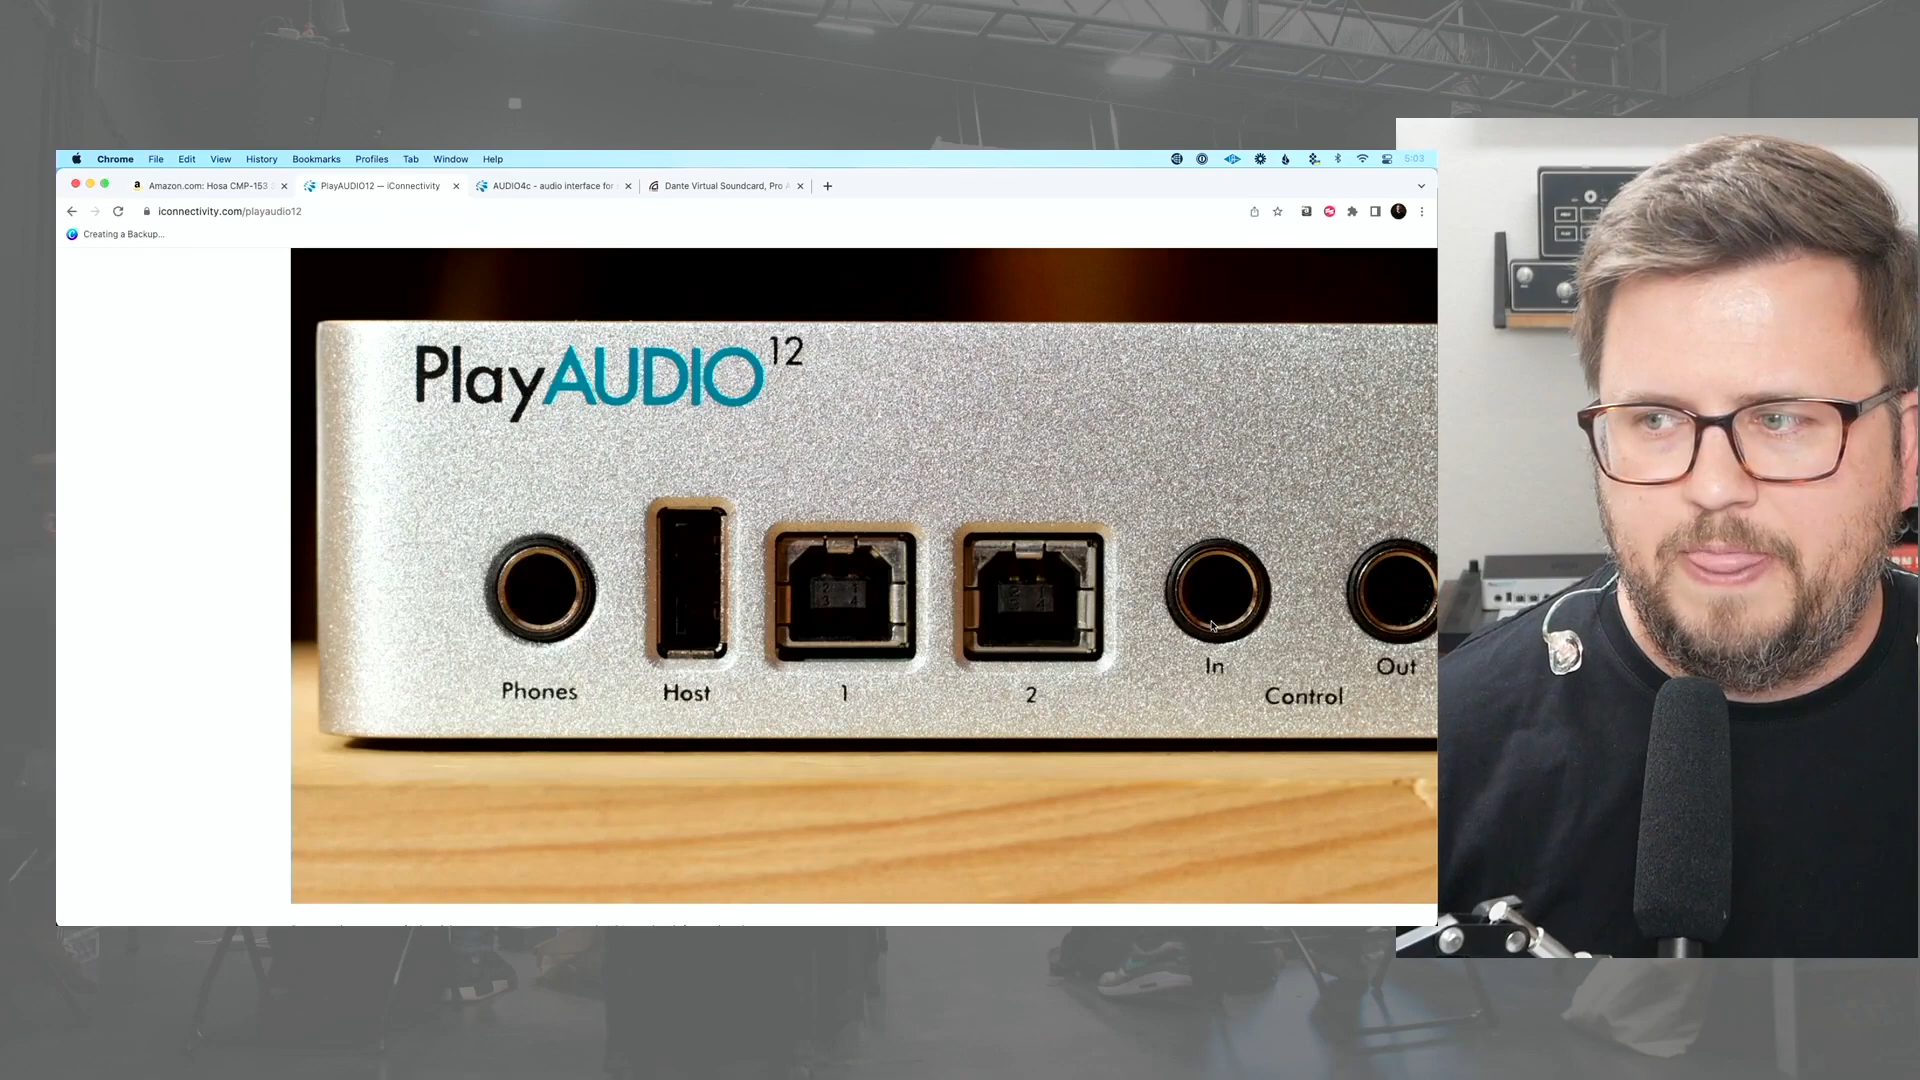 Chrome File Edit View History Bookmarks Profiles Tab Window Help 5:03
Amazon.com: Hosa CMP-153 PlayAUDIO12 — iConnectivity AUDIO4c - audio interface for Dante Virtual Soundcard, Pro
iconnectivity.com/playaudio12
Creating a Backup...
PlayAUDIO12
Phones Host 1 2 In Out
Control